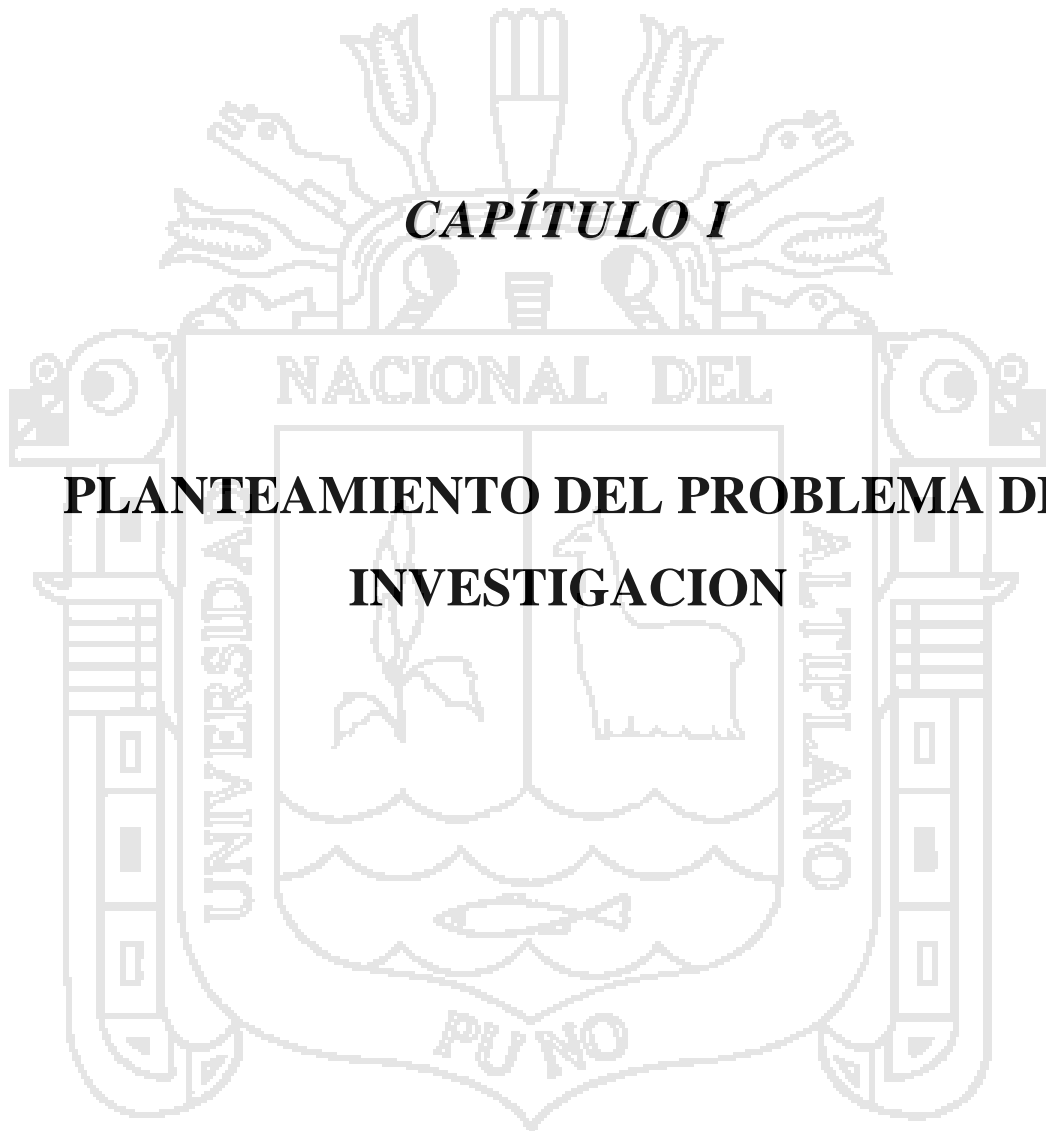 CAPÍTULO I
NACIONAL DEL
PLANTEAMIENTO DEL PROBLEMA
INVESTIGACION
UNIVERSIDAD
ALTIPLANO
PUNO